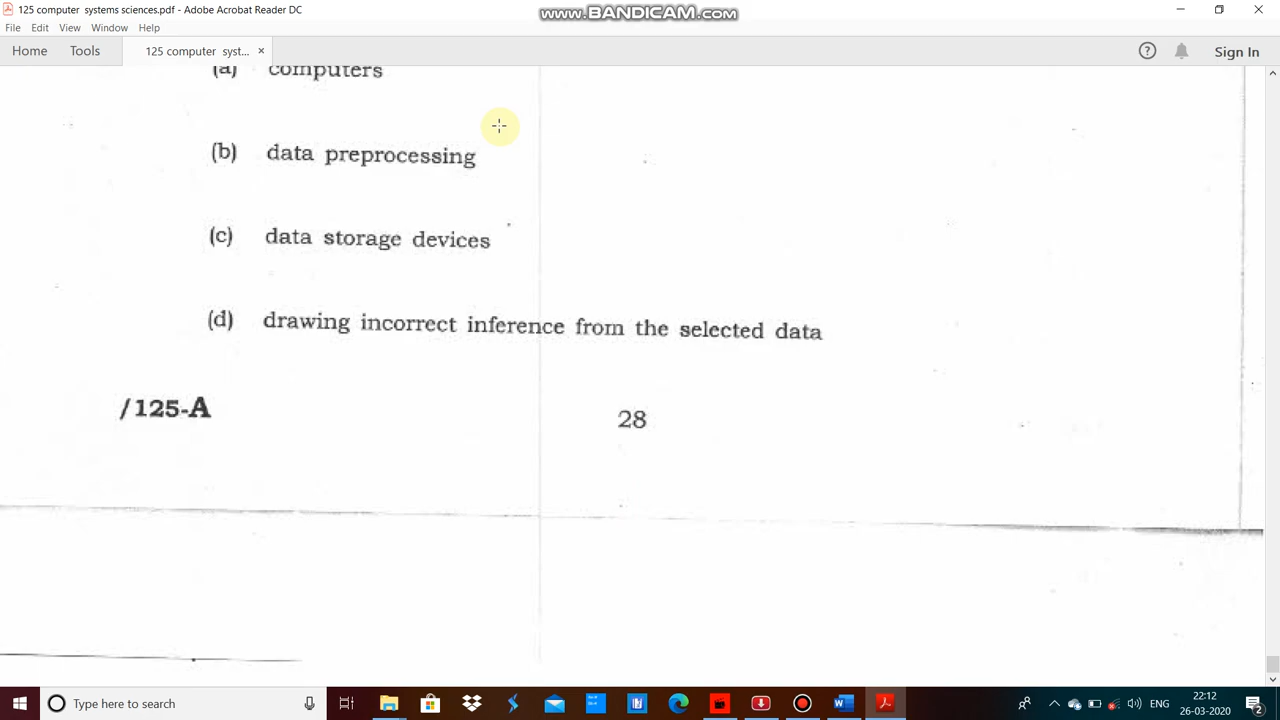 125 computer  systems sciences.pdf - Adobe Acrobat Reader DC
www.BANDICAM.com
File Edit View Window Help
Home Tools 125 computer syst... × Sign In
(a) computers
(b) data preprocessing
(c) data storage devices
(d) drawing incorrect inference from the selected data
/125-A 28
Type here to search
ENG 22:12
26-03-2020 2